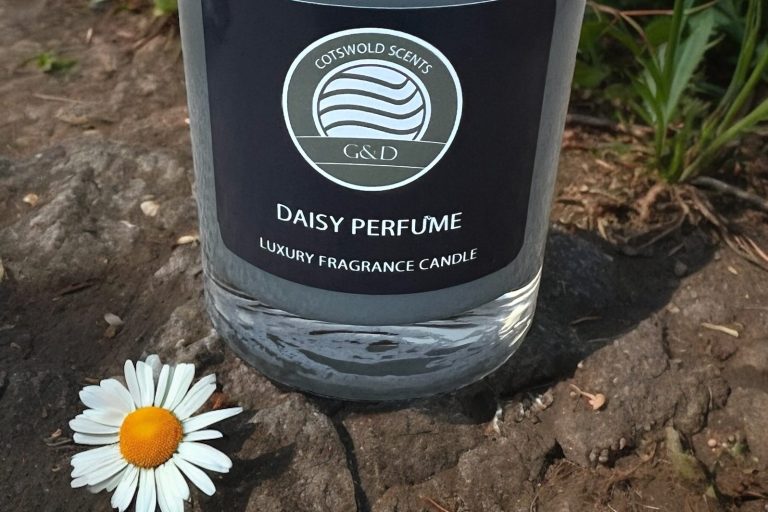 COTSWOLD SCENTS
G&D
DAISY PERFUME
LUXURY FRAGRANCE CANDLE